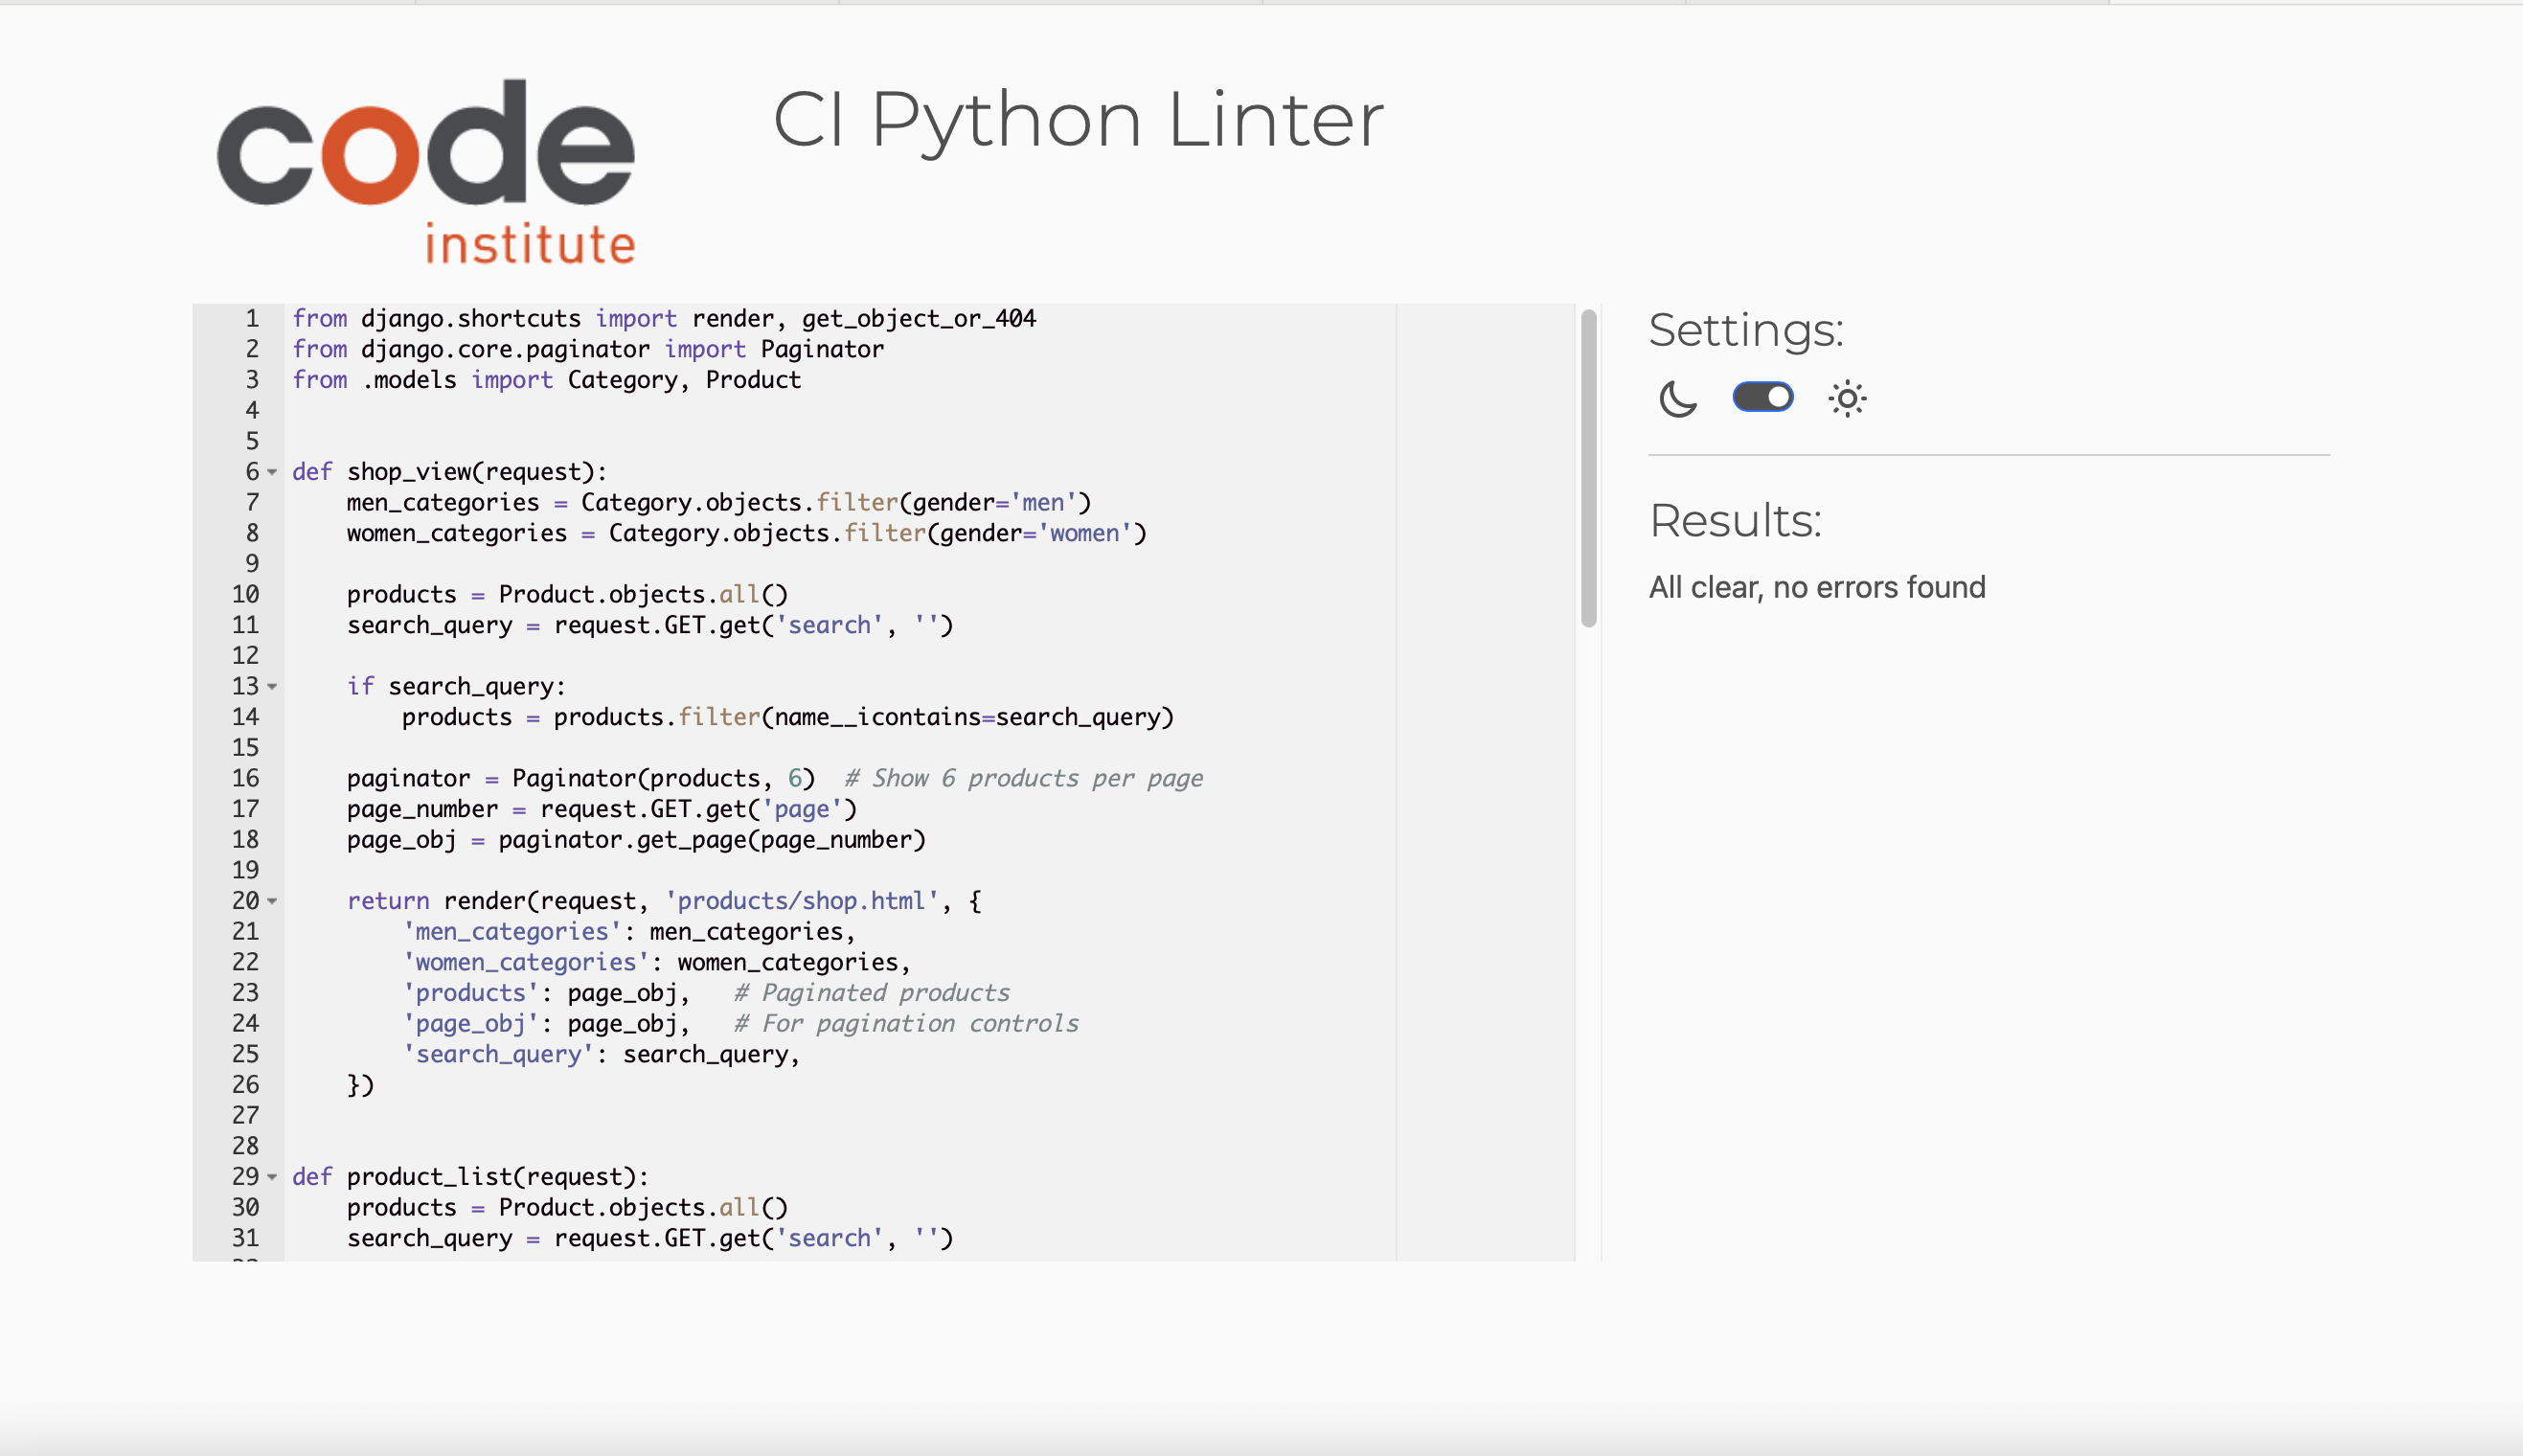 code
institute
CI Python Linter
1 from django.shortcuts import render, get_object_or_404
2 from django.core.paginator import Paginator
3 from .models import Category, Product
4
5
6 def shop_view(request):
7     men_categories = Category.objects.filter(gender='men')
8     women_categories = Category.objects.filter(gender='women')
9
10     products = Product.objects.all()
11     search_query = request.GET.get('search', '')
12
13     if search_query:
14         products = products.filter(name__icontains=search_query)
15
16     paginator = Paginator(products, 6)  # Show 6 products per page
17     page_number = request.GET.get('page')
18     page_obj = paginator.get_page(page_number)
19
20     return render(request, 'products/shop.html', {
21         'men_categories': men_categories,
22         'women_categories': women_categories,
23         'products': page_obj,   # Paginated products
24         'page_obj': page_obj,   # For pagination controls
25         'search_query': search_query,
26     })
27
28
29 def product_list(request):
30     products = Product.objects.all()
31     search_query = request.GET.get('search', '')
Settings:
Results:
All clear, no errors found